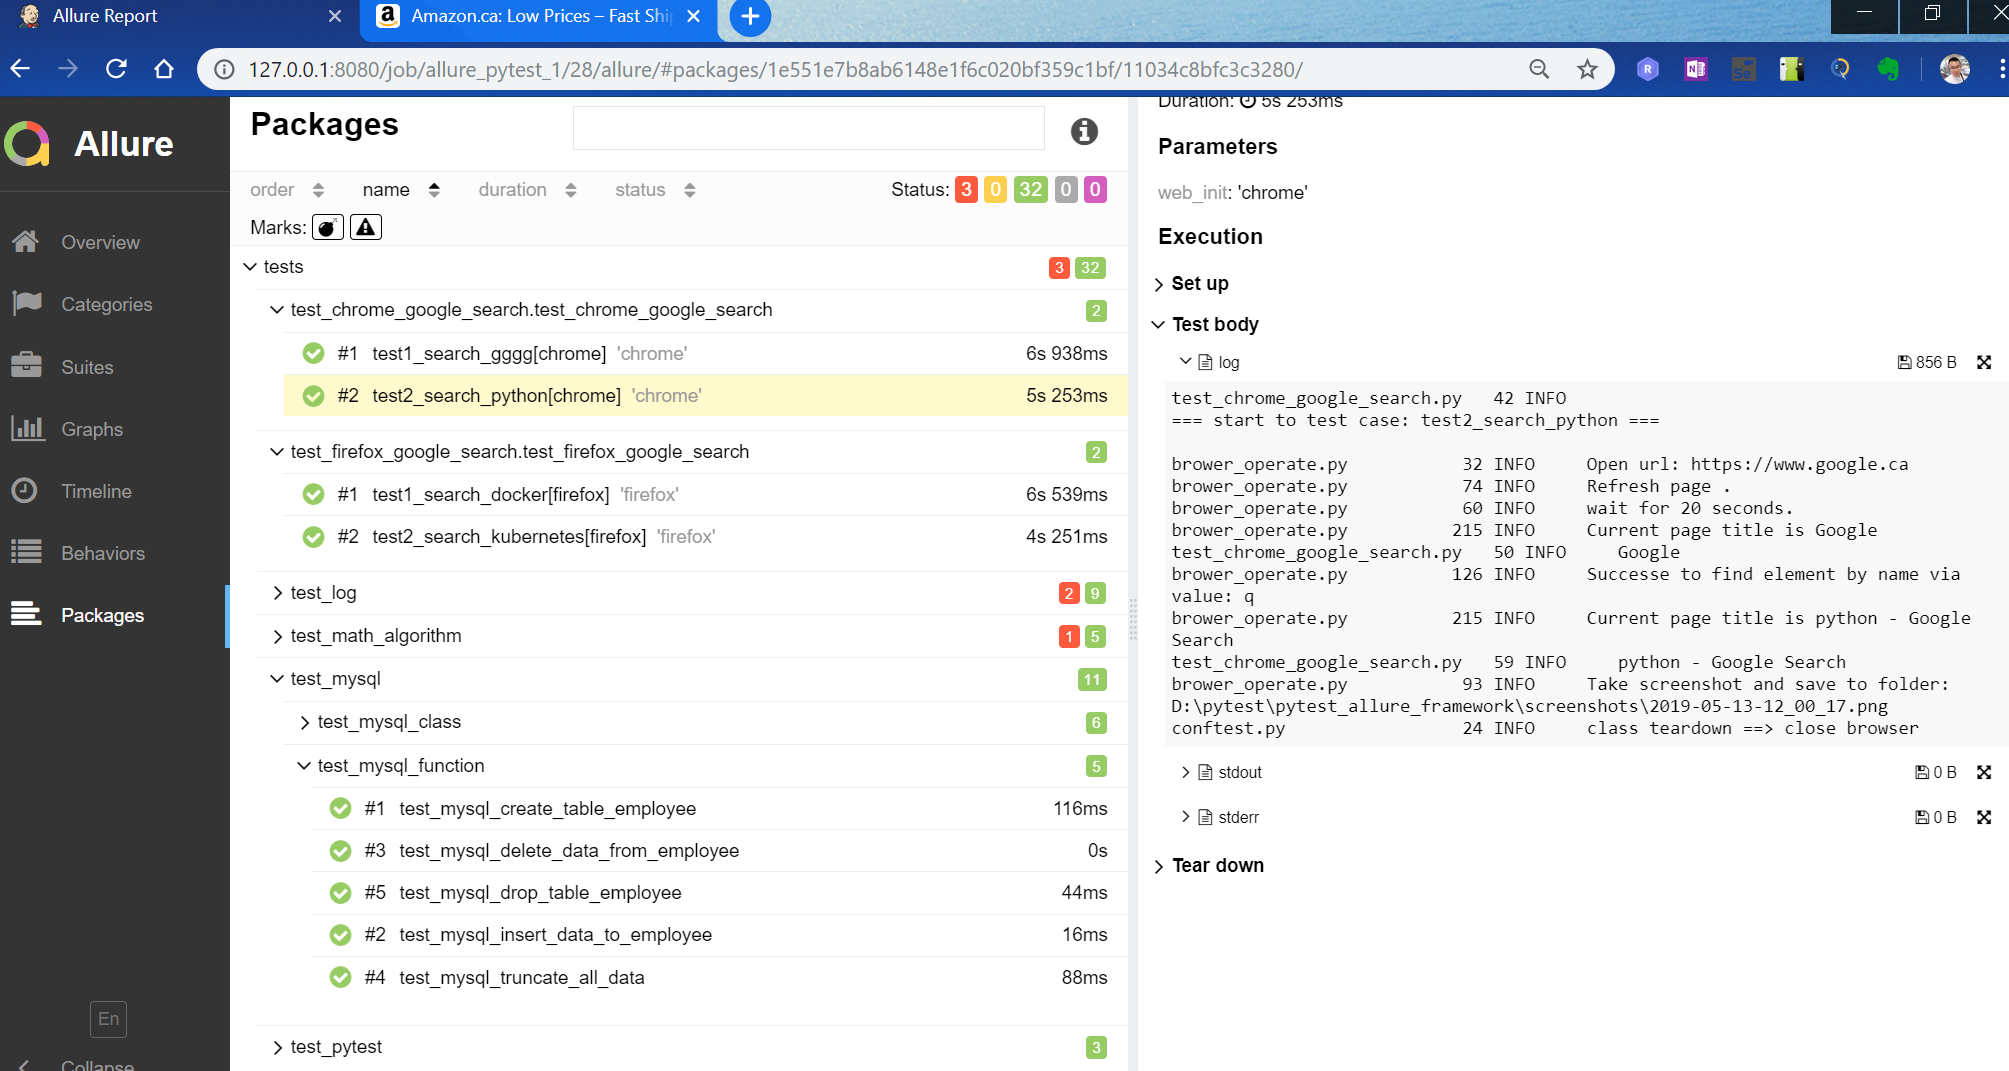 Allure Report
Amazon.ca: Low Prices – Fast Ship
127.0.0.1:8080/job/allure_pytest_1/28/allure/#packages/1e551e7b8ab6148e1f6c020bf359c1bf/11034c8bfc3c3280/
Allure
Overview
Categories
Suites
Graphs
Timeline
Behaviors
Packages
En
Collapse
Packages
order name duration status Status: 3 0 32 0 0
Marks:
tests 3 32
test_chrome_google_search.test_chrome_google_search 2
#1 test1_search_gggg[chrome] 'chrome' 6s 938ms
#2 test2_search_python[chrome] 'chrome' 5s 253ms
test_firefox_google_search.test_firefox_google_search 2
#1 test1_search_docker[firefox] 'firefox' 6s 539ms
#2 test2_search_kubernetes[firefox] 'firefox' 4s 251ms
test_log 2 9
test_math_algorithm 1 5
test_mysql 11
test_mysql_class 6
test_mysql_function 5
#1 test_mysql_create_table_employee 116ms
#3 test_mysql_delete_data_from_employee 0s
#5 test_mysql_drop_table_employee 44ms
#2 test_mysql_insert_data_to_employee 16ms
#4 test_mysql_truncate_all_data 88ms
test_pytest 3
Duration: 5s 253ms
Parameters
web_init: 'chrome'
Execution
Set up
Test body
log 856 B
test_chrome_google_search.py 42 INFO
=== start to test case: test2_search_python ===
brower_operate.py 32 INFO Open url: https://www.google.ca
brower_operate.py 74 INFO Refresh page .
brower_operate.py 60 INFO wait for 20 seconds.
brower_operate.py 215 INFO Current page title is Google
test_chrome_google_search.py 50 INFO Google
brower_operate.py 126 INFO Successe to find element by name via
value: q
brower_operate.py 215 INFO Current page title is python - Google
Search
test_chrome_google_search.py 59 INFO python - Google Search
brower_operate.py 93 INFO Take screenshot and save to folder:
D:\pytest\pytest_allure_framework\screenshots\2019-05-13-12_00_17.png
conftest.py 24 INFO class teardown ==> close browser
stdout 0 B
stderr 0 B
Tear down